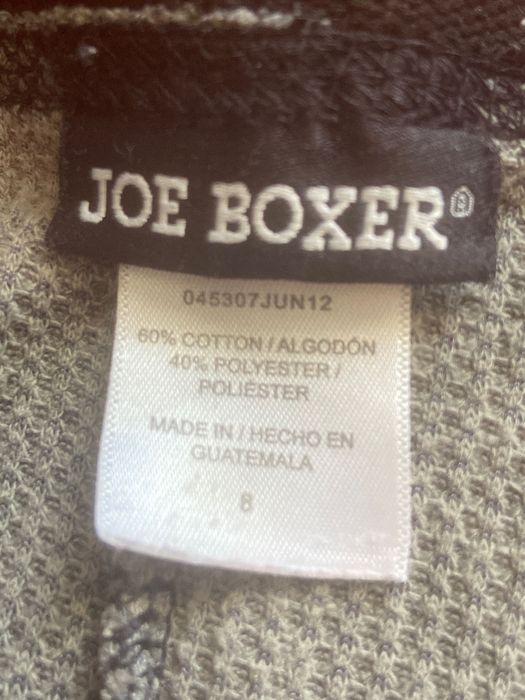 JOE BOXER®
045307JUN12
60% COTTON / ALGODÓN
40% POLYESTER /
POLIÉSTER
MADE IN / HECHO EN
GUATEMALA
8